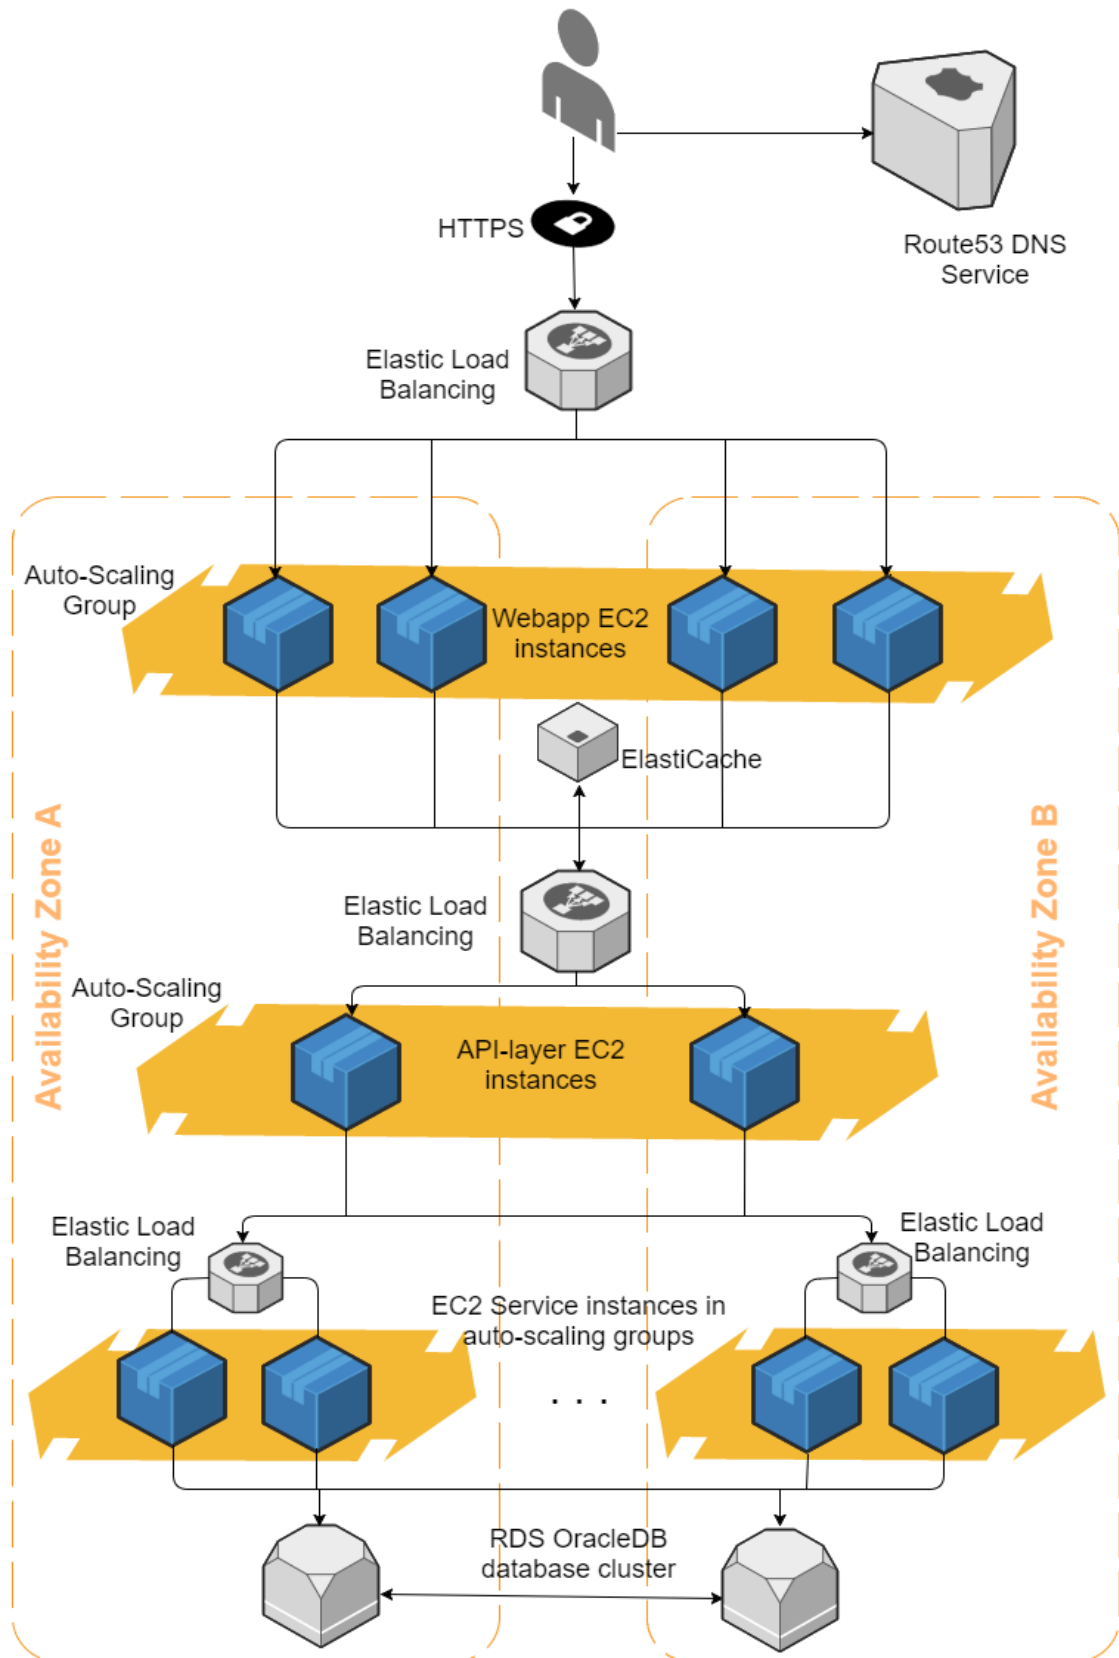 HTTPS
Route53 DNS
Service
Elastic Load
Balancing
Auto-Scaling
Group
Webapp EC2
instances
ElastiCache
Availability Zone A
Availability Zone B
Elastic Load
Balancing
Auto-Scaling
Group
API-layer EC2
instances
Elastic Load
Balancing
Elastic Load
Balancing
EC2 Service instances in
auto-scaling groups
. . .
RDS OracleDB
database cluster